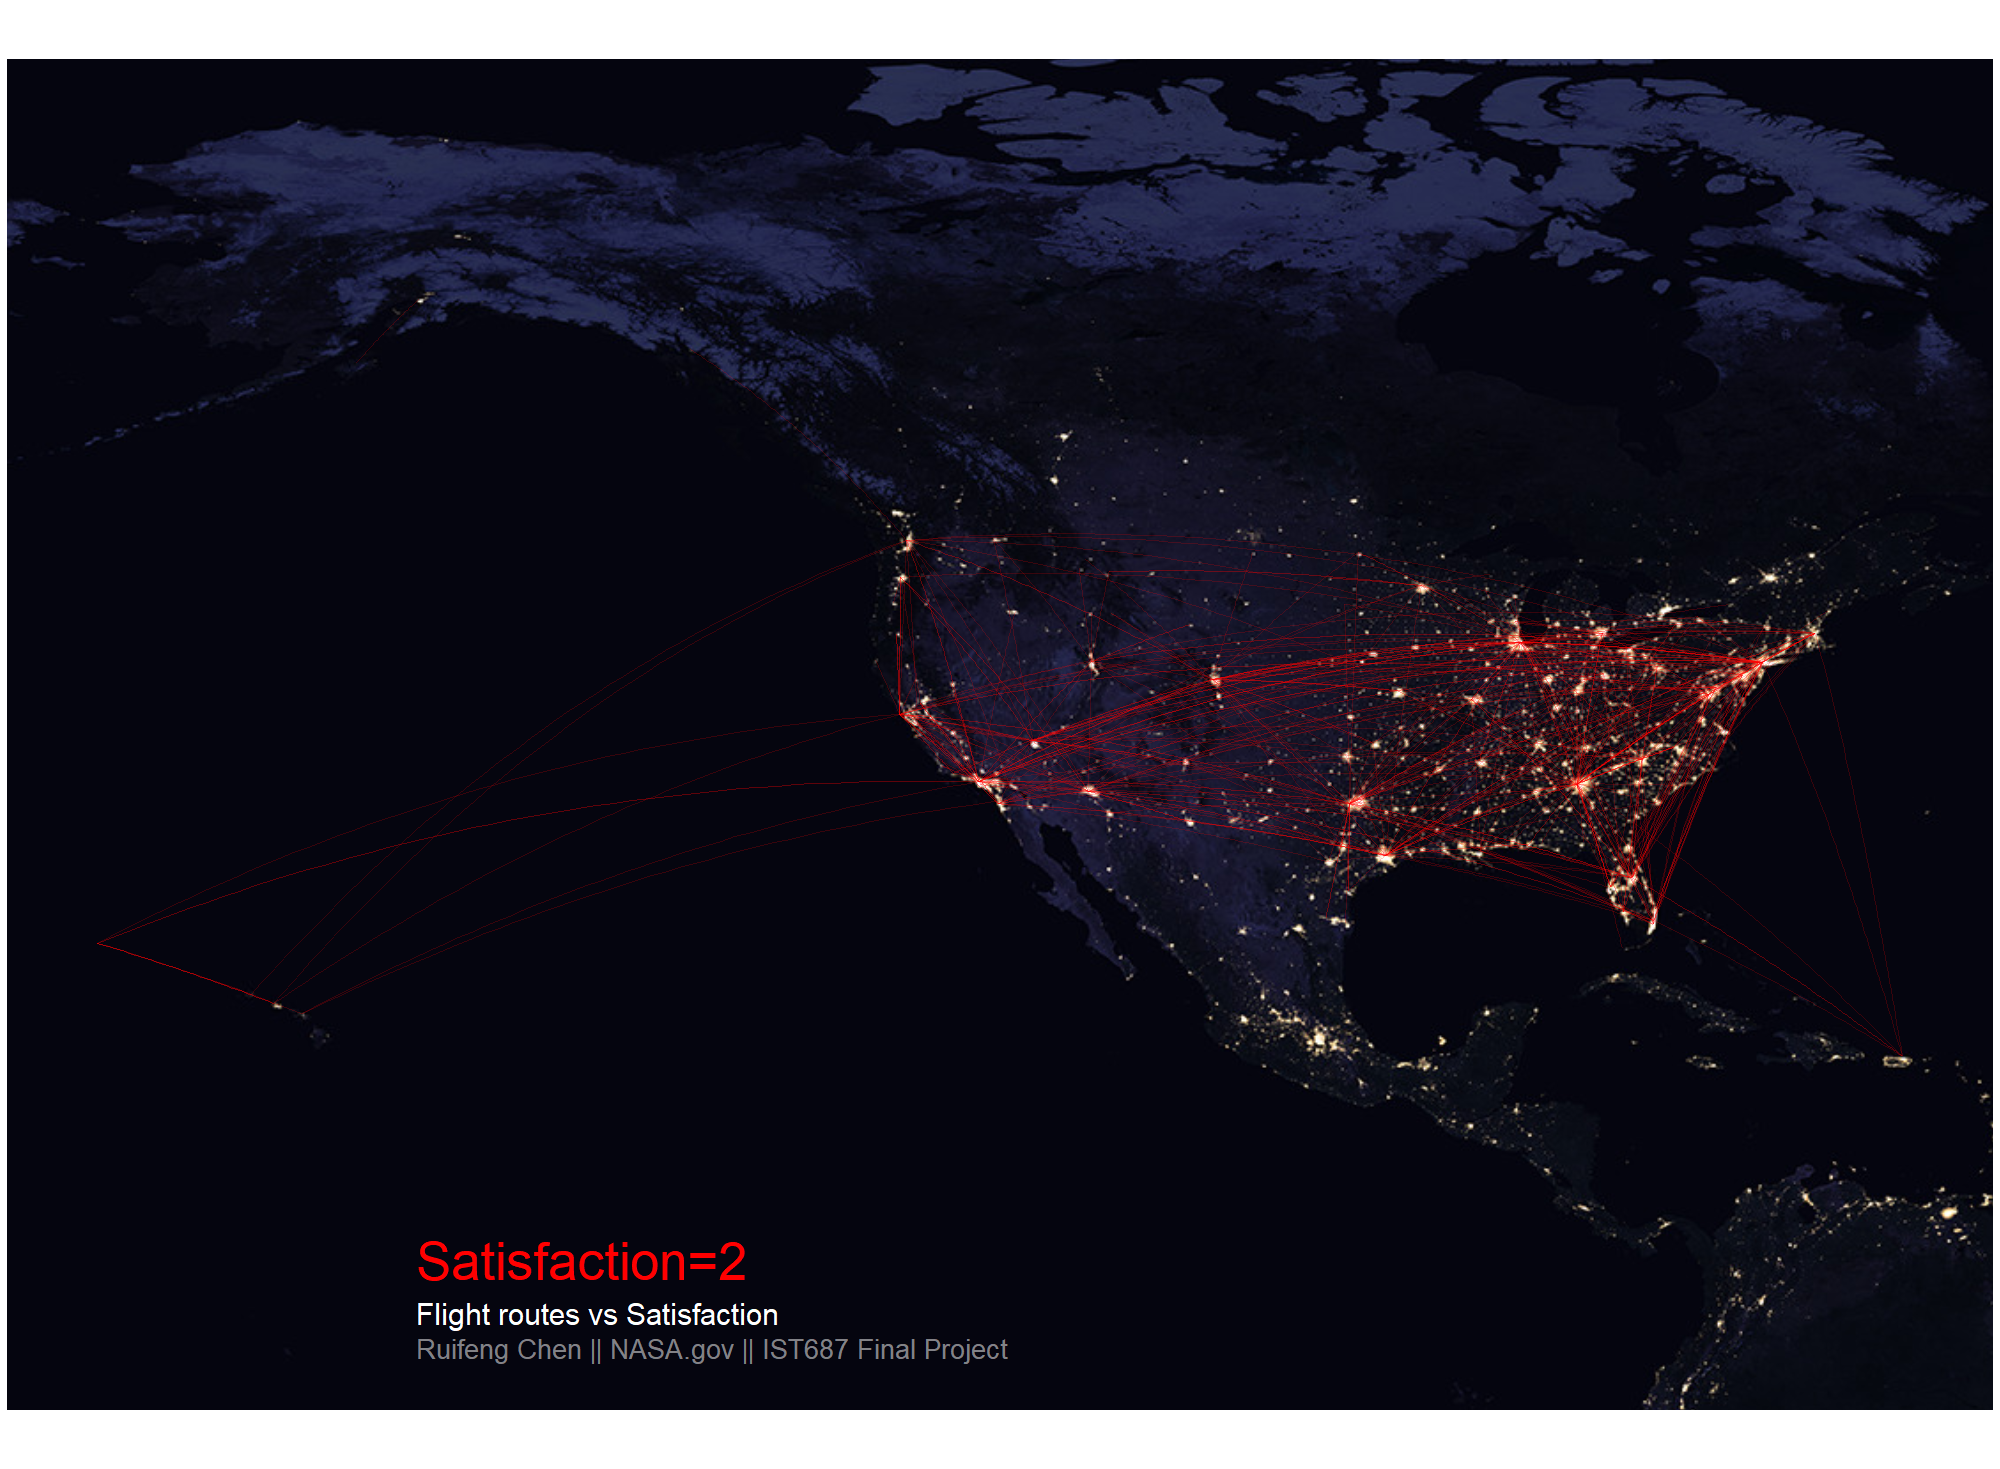 Satisfaction=2
Flight routes vs Satisfaction
Ruifeng Chen || NASA.gov || IST687 Final Project